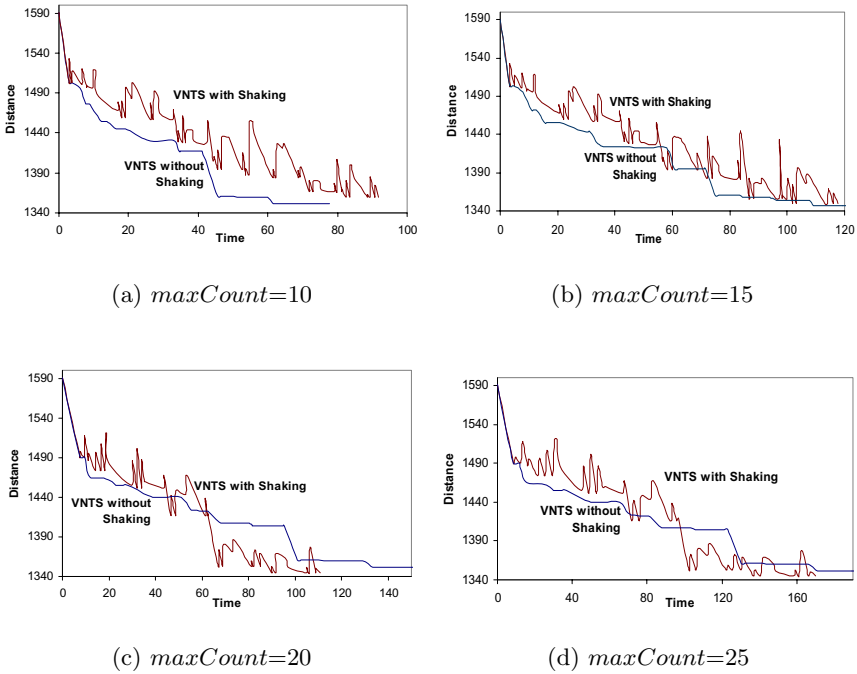 1590
1540
1490
1440
1390
1340
Distance
VNTS with Shaking
VNTS without
Shaking
0 20 40 60 80 100
Time
(a) maxCount=10
1590
1540
1490
1440
1390
1340
Distance
VNTS with Shaking
VNTS without
Shaking
0 20 40 60 80 100 120
Time
(b) maxCount=15
1590
1540
1490
1440
1390
1340
Distance
VNTS with Shaking
VNTS without
Shaking
0 20 40 60 80 100 120 140
Time
(c) maxCount=20
1590
1540
1490
1440
1390
1340
Distance
VNTS with Shaking
VNTS without
Shaking
0 40 80 120 160
Time
(d) maxCount=25